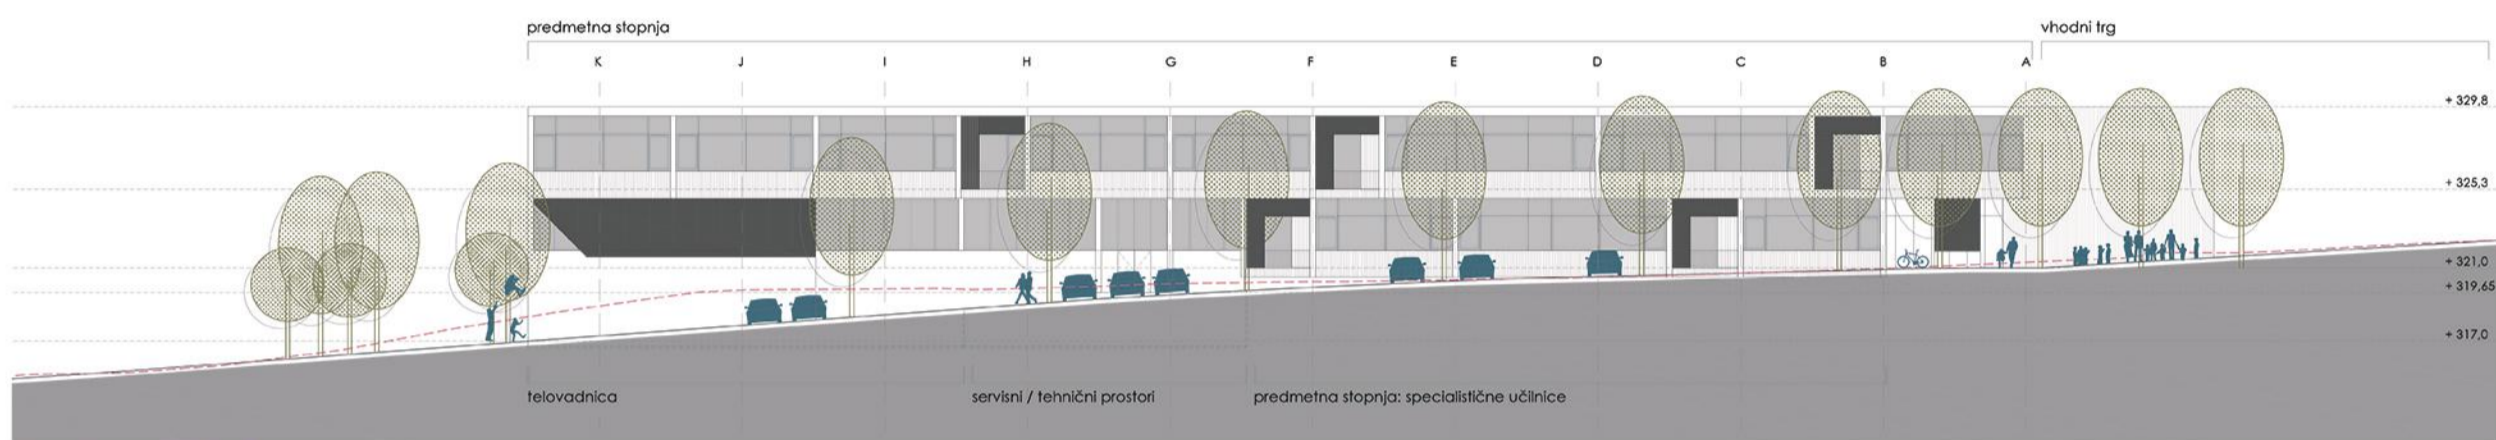 predmetna stopnja
vhodni trg
K J I H G F E D C B A
+ 329,8
+ 325,3
+ 321,0
+ 319,65
+ 317,0
telovadnica
servisni / tehnični prostori
predmetna stopnja: specialistične učilnice